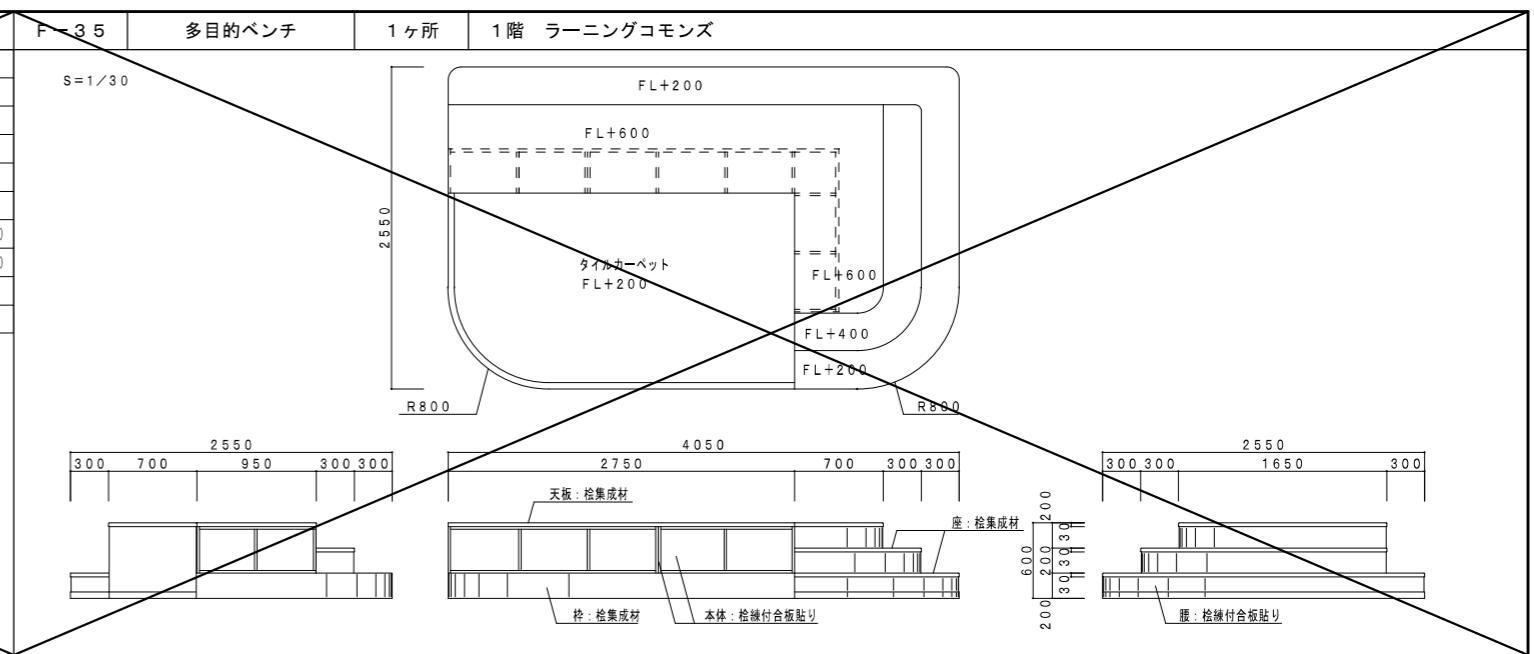 F-35 多目的ベンチ 1ヶ所 1階 ラーニングコモンズ
S=1/30
FL+200
FL+600
2550
タイルカーペット
FL+200
FL+600
FL+400
FL+200
R800 R800
2550 4050 2550
300 700 950 300 300 2750 700 300 300 300 300 1650 300
天板:桧集成材
座:桧集成材
600
200 200 200
30 30 30
枠:桧集成材 本体:桧練付合板貼り 腰:桧練付合板貼り